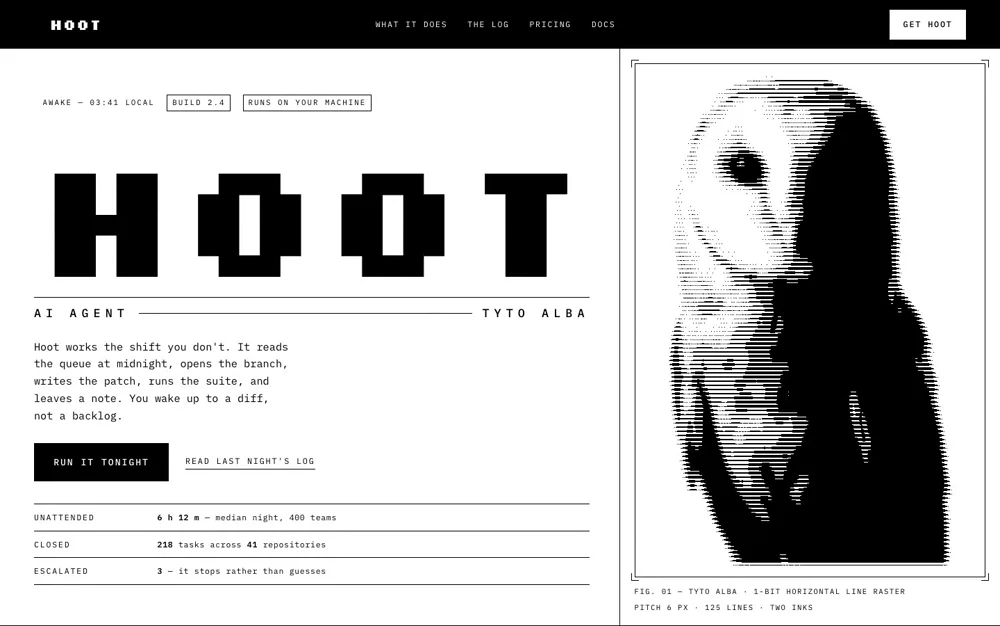 HOOT
WHAT IT DOES THE LOG PRICING DOCS
GET HOOT
AWAKE — 03:41 LOCAL BUILD 2.4 RUNS ON YOUR MACHINE
HOOT
AI AGENT TYTO ALBA
Hoot works the shift you don't. It reads
the queue at midnight, opens the branch,
writes the patch, runs the suite, and
leaves a note. You wake up to a diff,
not a backlog.
RUN IT TONIGHT READ LAST NIGHT'S LOG
UNATTENDED 6 h 12 m — median night, 400 teams
CLOSED 218 tasks across 41 repositories
ESCALATED 3 — it stops rather than guesses
FIG. 01 — TYTO ALBA · 1-BIT HORIZONTAL LINE RASTER
PITCH 6 PX · 125 LINES · TWO INKS